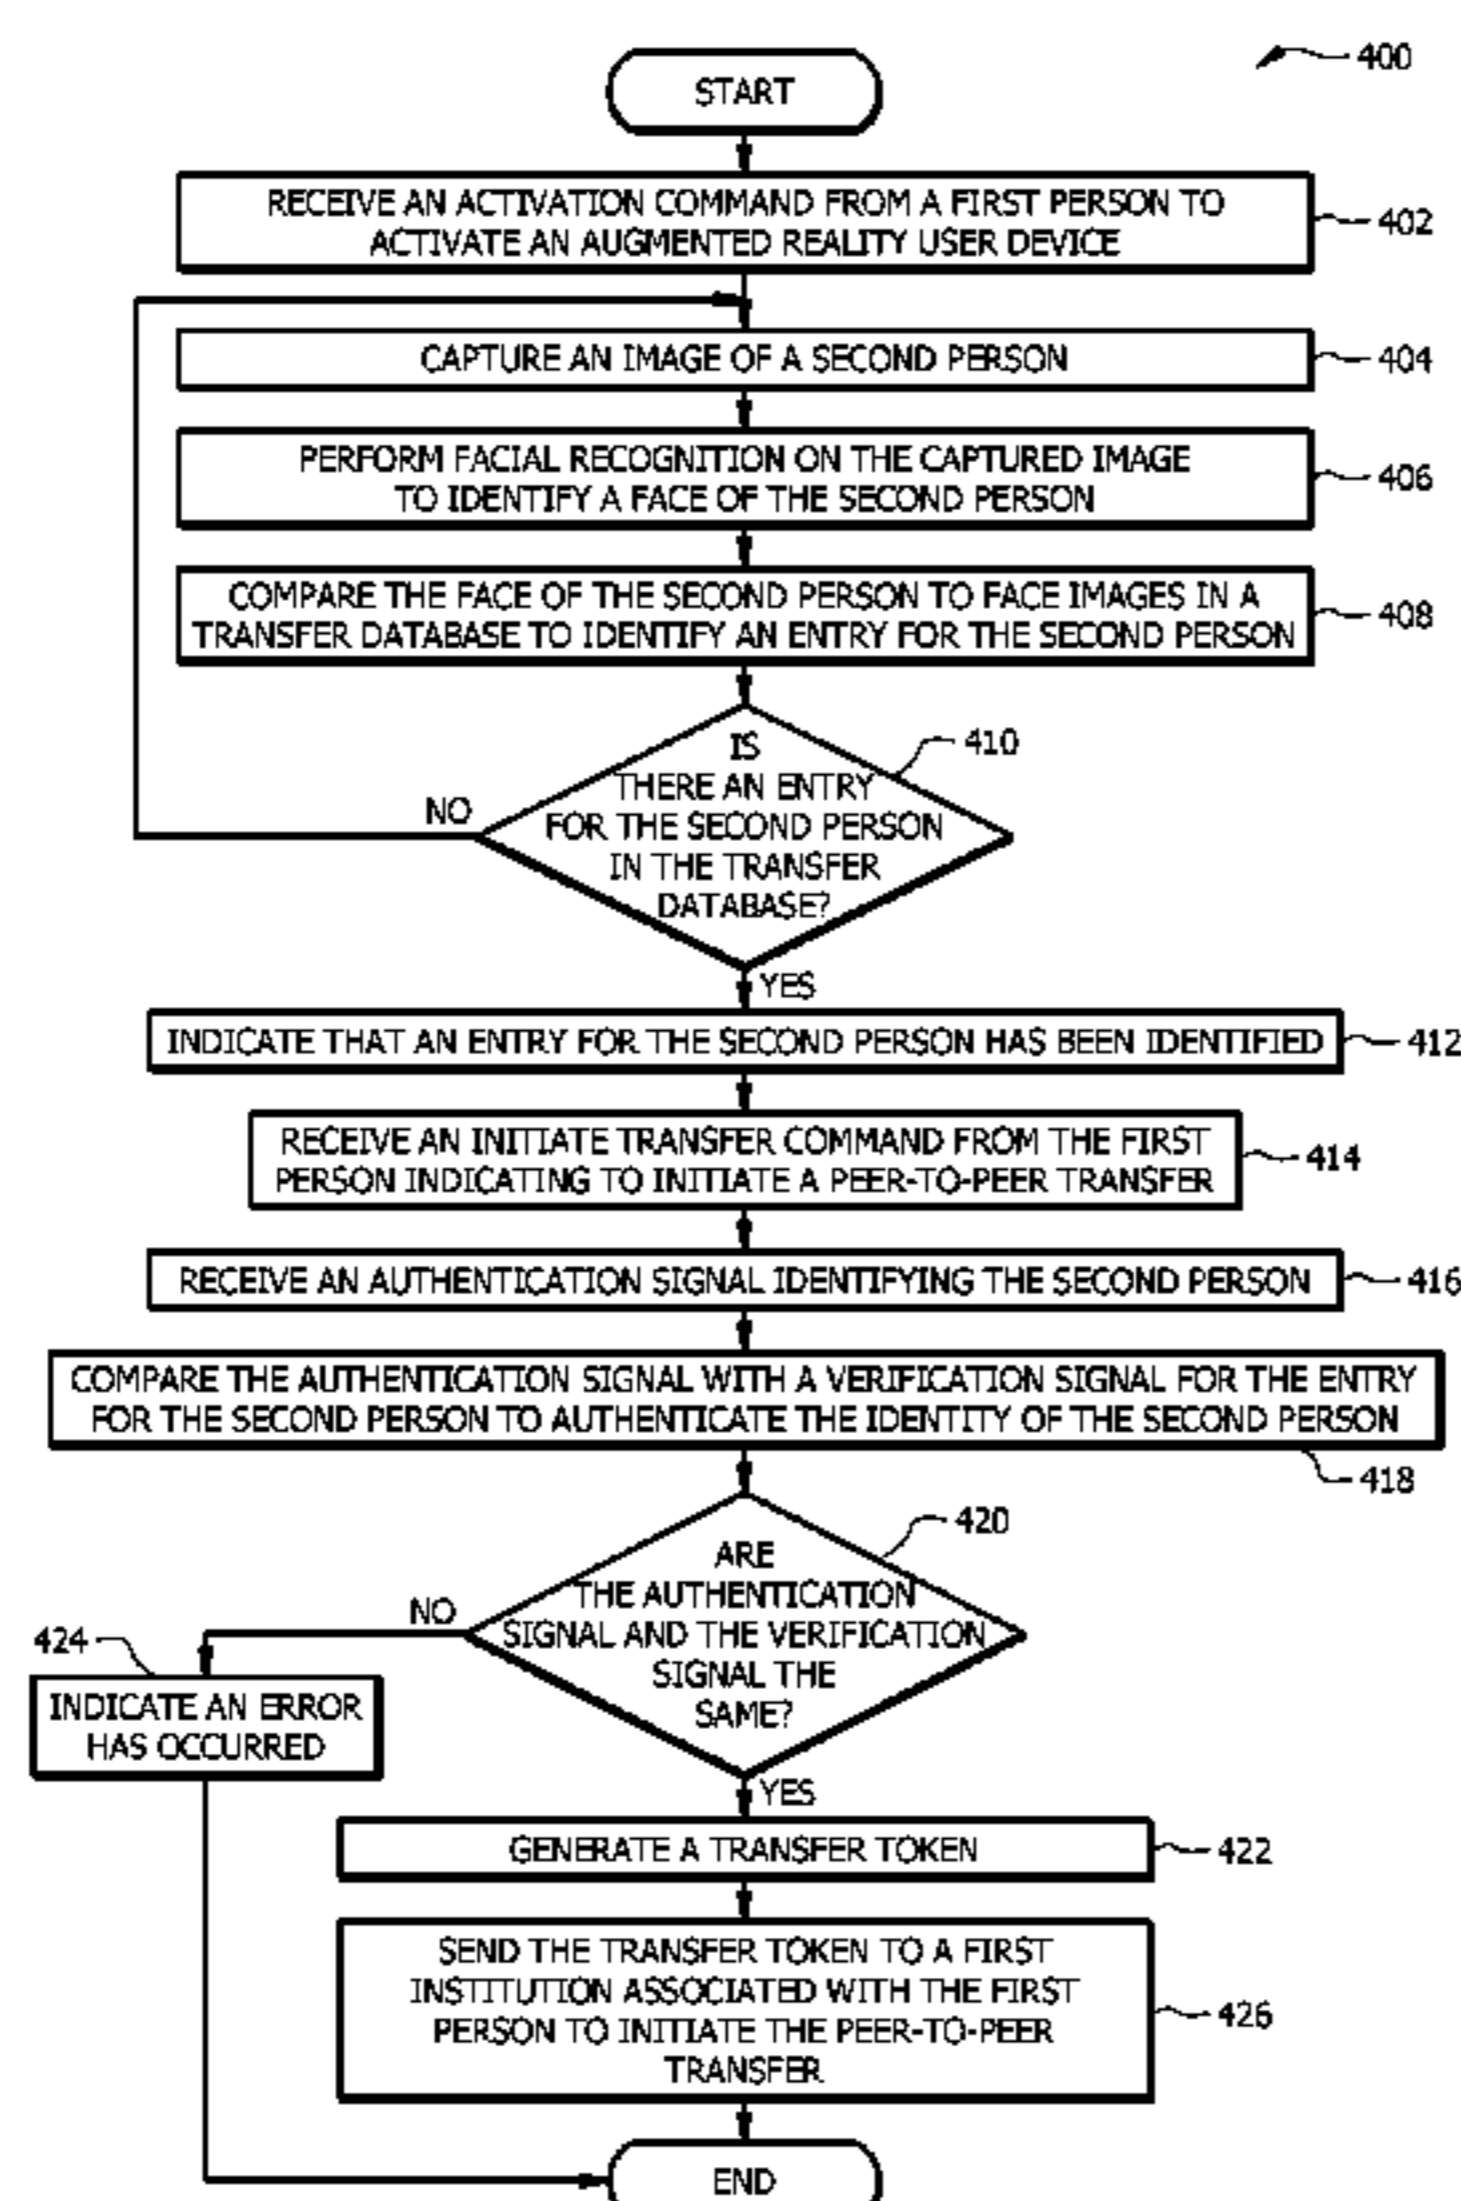 400
START
RECEIVE AN ACTIVATION COMMAND FROM A FIRST PERSON TO
ACTIVATE AN AUGMENTED REALITY USER DEVICE
402
CAPTURE AN IMAGE OF A SECOND PERSON
404
PERFORM FACIAL RECOGNITION ON THE CAPTURED IMAGE
TO IDENTIFY A FACE OF THE SECOND PERSON
406
COMPARE THE FACE OF THE SECOND PERSON TO FACE IMAGES IN A
TRANSFER DATABASE TO IDENTIFY AN ENTRY FOR THE SECOND PERSON
408
410
IS
THERE AN ENTRY
FOR THE SECOND PERSON
IN THE TRANSFER
DATABASE?
NO
YES
INDICATE THAT AN ENTRY FOR THE SECOND PERSON HAS BEEN IDENTIFIED
412
RECEIVE AN INITIATE TRANSFER COMMAND FROM THE FIRST
PERSON INDICATING TO INITIATE A PEER-TO-PEER TRANSFER
414
RECEIVE AN AUTHENTICATION SIGNAL IDENTIFYING THE SECOND PERSON
416
COMPARE THE AUTHENTICATION SIGNAL WITH A VERIFICATION SIGNAL FOR THE ENTRY
FOR THE SECOND PERSON TO AUTHENTICATE THE IDENTITY OF THE SECOND PERSON
418
420
ARE
THE AUTHENTICATION
SIGNAL AND THE VERIFICATION
SIGNAL THE
SAME?
NO
424
INDICATE AN ERROR
HAS OCCURRED
YES
GENERATE A TRANSFER TOKEN
422
SEND THE TRANSFER TOKEN TO A FIRST
INSTITUTION ASSOCIATED WITH THE FIRST
PERSON TO INITIATE THE PEER-TO-PEER
TRANSFER
426
END